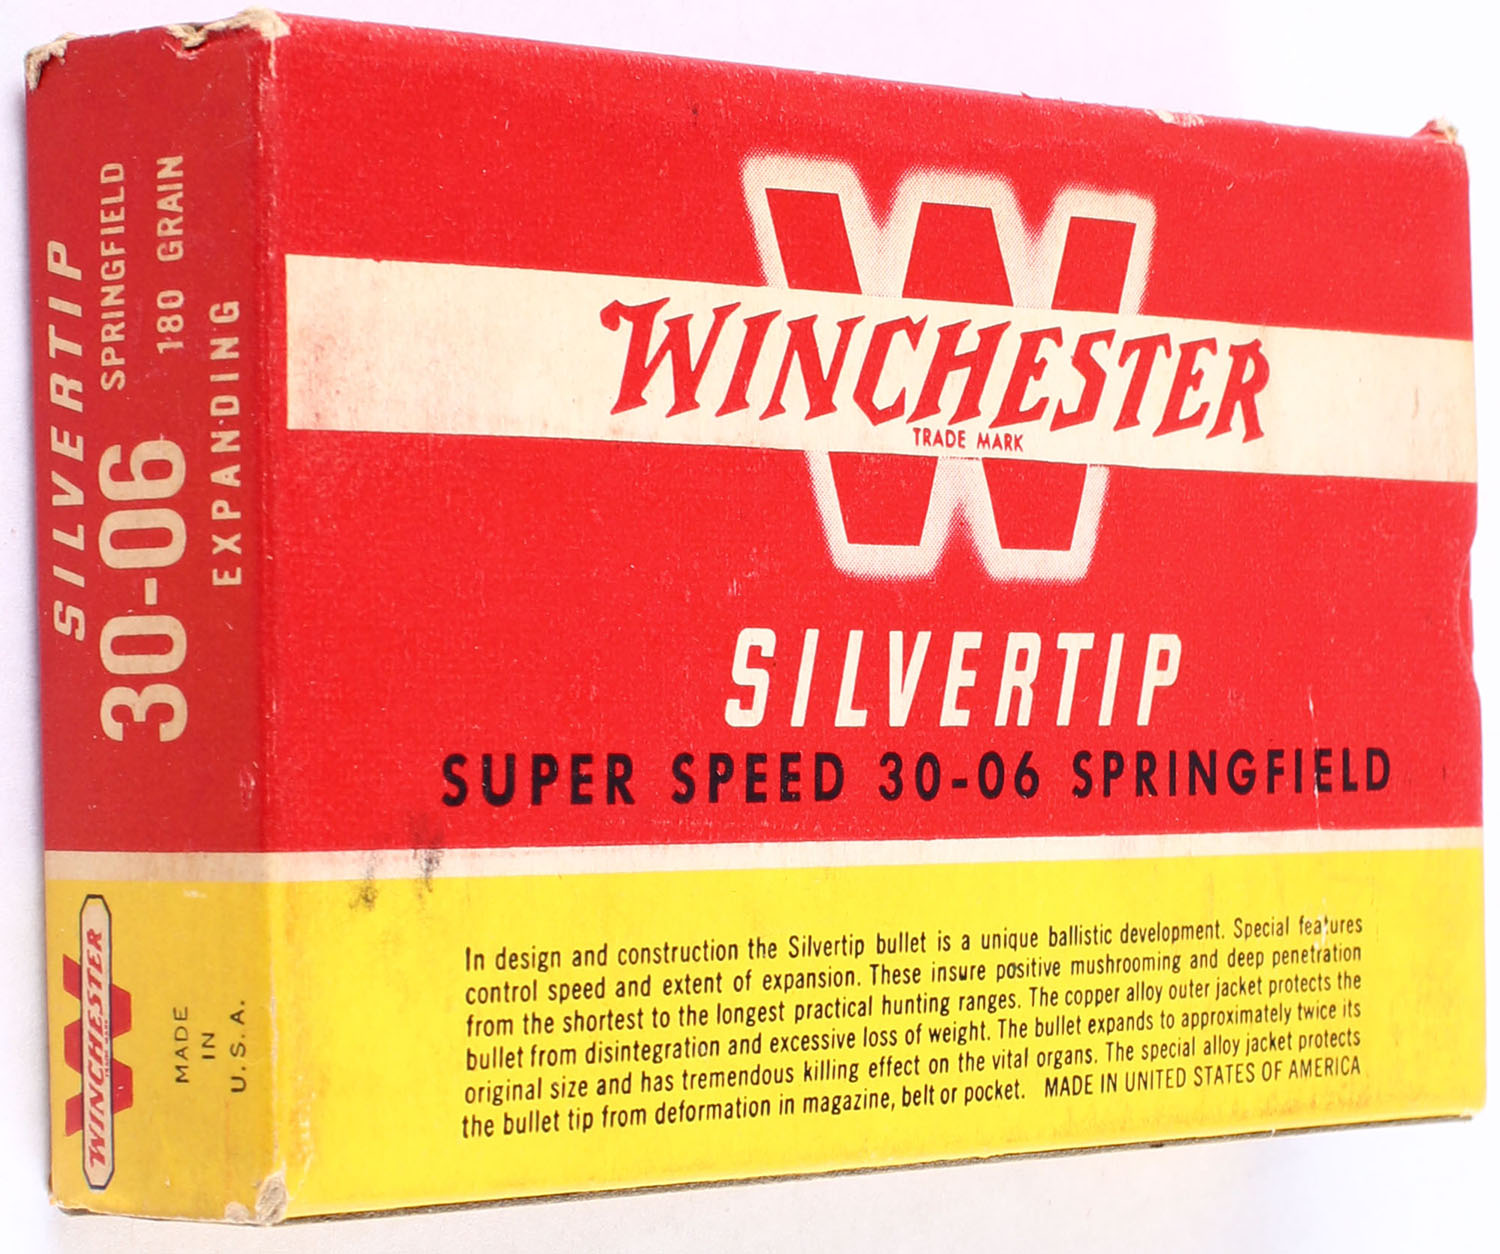 SILVERTIP
30-06 SPRINGFIELD
180 GRAIN
EXPANDING
WINCHESTER
MADE
IN
U.S.A.
W
WINCHESTER
TRADE MARK
SILVERTIP
SUPER SPEED 30-06 SPRINGFIELD
In design and construction the Silvertip bullet is a unique ballistic development. Special features
control speed and extent of expansion. These insure positive mushrooming and deep penetration
from the shortest to the longest practical hunting ranges. The copper alloy outer jacket protects the
bullet from disintegration and excessive loss of weight. The bullet expands to approximately twice its
original size and has tremendous killing effect on the vital organs. The special alloy jacket protects
the bullet tip from deformation in magazine, belt or pocket. MADE IN UNITED STATES OF AMERICA